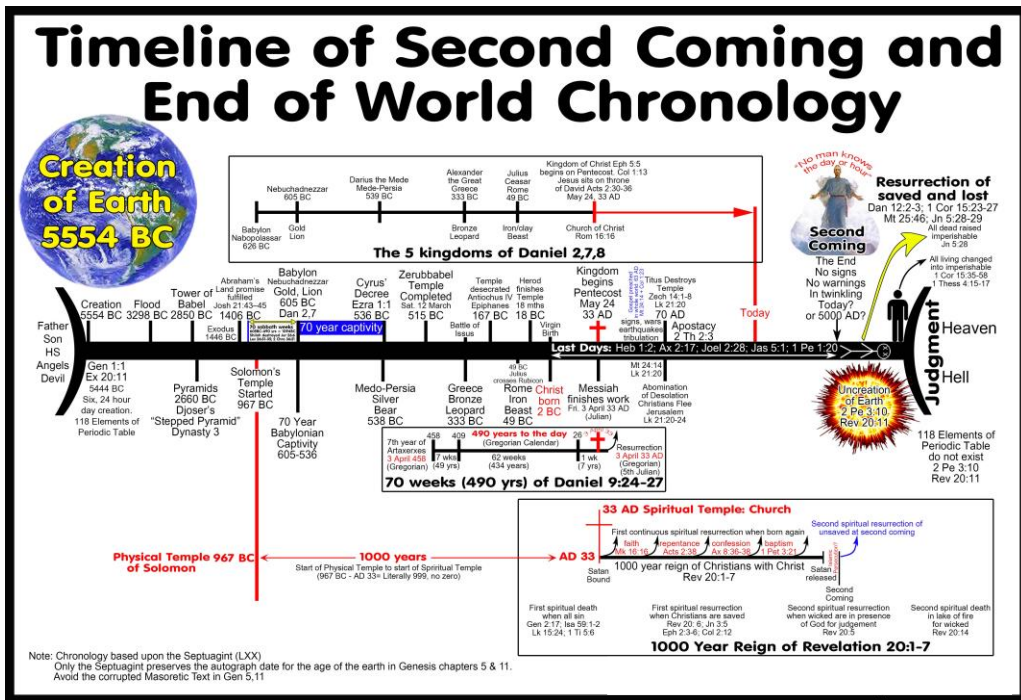 Timeline of Second Coming and
End of World Chronology
Creation
of Earth
5554 BC
Babylon
Nabopolassar
626 BC
Nebuchadnezzar
605 BC
Gold
Lion
Darius the Mede
Mede-Persia
539 BC
Alexander
the Great
Greece
333 BC
Bronze
Leopard
Julius
Ceasar
Rome
49 BC
Iron/clay
Beast
Kingdom of Christ Eph 5:5
begins on Pentecost. Col 1:13
Jesus sits on throne
of David Acts 2:30-36
May 24, 33 AD
Church of Christ
Rom 16:16
The 5 kingdoms of Daniel 2,7,8
"No man knows
the day or hour"
Second
Coming
The End
No signs
No warnings
In twinkling
Today?
or 5000 AD?
Resurrection of
saved and lost
Dan 12:2-3; 1 Cor 15:23-27
Mt 25:46; Jn 5:28-29
All dead raised
imperishable
Jn 5:28
All living changed
into imperishable
1 Cor 15:35-58
1 Thess 4:15-17
Father
Son
HS
Angels
Devil
Creation
5554 BC
Flood
3298 BC
Tower of
Babel
2850 BC
Abraham's
Land promise
fulfilled
Josh 21:43-45
1406 BC
Exodus
1446 BC
Babylon
Nebuchadnezzar
Gold, Lion
605 BC
Dan 2,7
70 year captivity
Cyrus'
Decree
Ezra 1:1
536 BC
Zerubbabel
Temple
Completed
Sat. 12 March
515 BC
Battle of
Issus
Temple
desecrated
Antiochus IV
Epiphanes
167 BC
Herod
finishes
Temple
18 mths
18 BC
Virgin
Birth
Kingdom
begins
Pentecost
May 24
33 AD
signs, wars
earthquakes
tribulation
Titus Destroys
Temple
Zech 14:1-8
Lk 21:20
70 AD
Apostacy
2 Th 2:3
Today
Last Days: Heb 1:2; Ax 2:17; Joel 2:28; Jas 5:1; 1 Pe 1:20
Judgment
Heaven
Hell
Gen 1:1
Ex 20:11
5444 BC
Six, 24 hour
day creation.
118 Elements of
Periodic Table
Pyramids
2660 BC
Djoser's
"Stepped Pyramid"
Dynasty 3
Solomon's
Temple
Started
967 BC
70 Year
Babylonian
Captivity
605-536
Medo-Persia
Silver
Bear
538 BC
Greece
Bronze
Leopard
333 BC
49 BC
Julius
crosses Rubicon
Rome
Iron
Beast
49 BC
Christ
born
2 BC
Messiah
finishes work
Fri. 3 April 33 AD
(Julian)
Mt 24:14
Lk 21:20
Abomination
of Desolation
Christians Flee
Jerusalem
Lk 21:20-24
Uncreation
of Earth
2 Pe 3:10
Rev 20:11
118 Elements of
Periodic Table
do not exist
2 Pe 3:10
Rev 20:11
7th year of
Artaxerxes
3 April 458
(Gregorian)
458
409
490 years to the day
(Gregorian Calendar)
26
7 wks
(49 yrs)
62 weeks
(434 years)
1 wk
(7 yrs)
Resurrection
3 April 33 AD
(Gregorian)
(5th Julian)
70 weeks (490 yrs) of Daniel 9:24-27
Physical Temple 967 BC
of Solomon
1000 years
Start of Physical Temple to start of Spriritual Temple
(967 BC - AD 33= Literally 999, no zero)
AD 33
33 AD Spiritual Temple: Church
First continuous spiritual resurrection when born again
faith
Mk 16:16
repentance
Acts 2:38
confession
Ax 8:36-38
baptism
1 Pet 3:21
Second spiritual resurrection of
unsaved at second coming
Satan
Bound
1000 year reign of Christians with Christ
Rev 20:1-7
Satan
released
Second
Coming
First spiritual death
when all sin
Gen 2:17; Isa 59:1-2
Lk 15:24; 1 Ti 5:6
First spiritual resurrection
when Christians are saved
Rev 20: 6; Jn 3:5
Eph 2:3-6; Col 2:12
Second spiritual resurrection
when wicked are in presence
of God for judgement
Rev 20:5
Second spiritual death
in lake of fire
for wicked
Rev 20:14
1000 Year Reign of Revelation 20:1-7
Note: Chronology based upon the Septuagint (LXX)
Only the Septuagint preserves the autograph date for the age of the earth in Genesis chapters 5 & 11.
Avoid the corrupted Masoretic Text in Gen 5,11